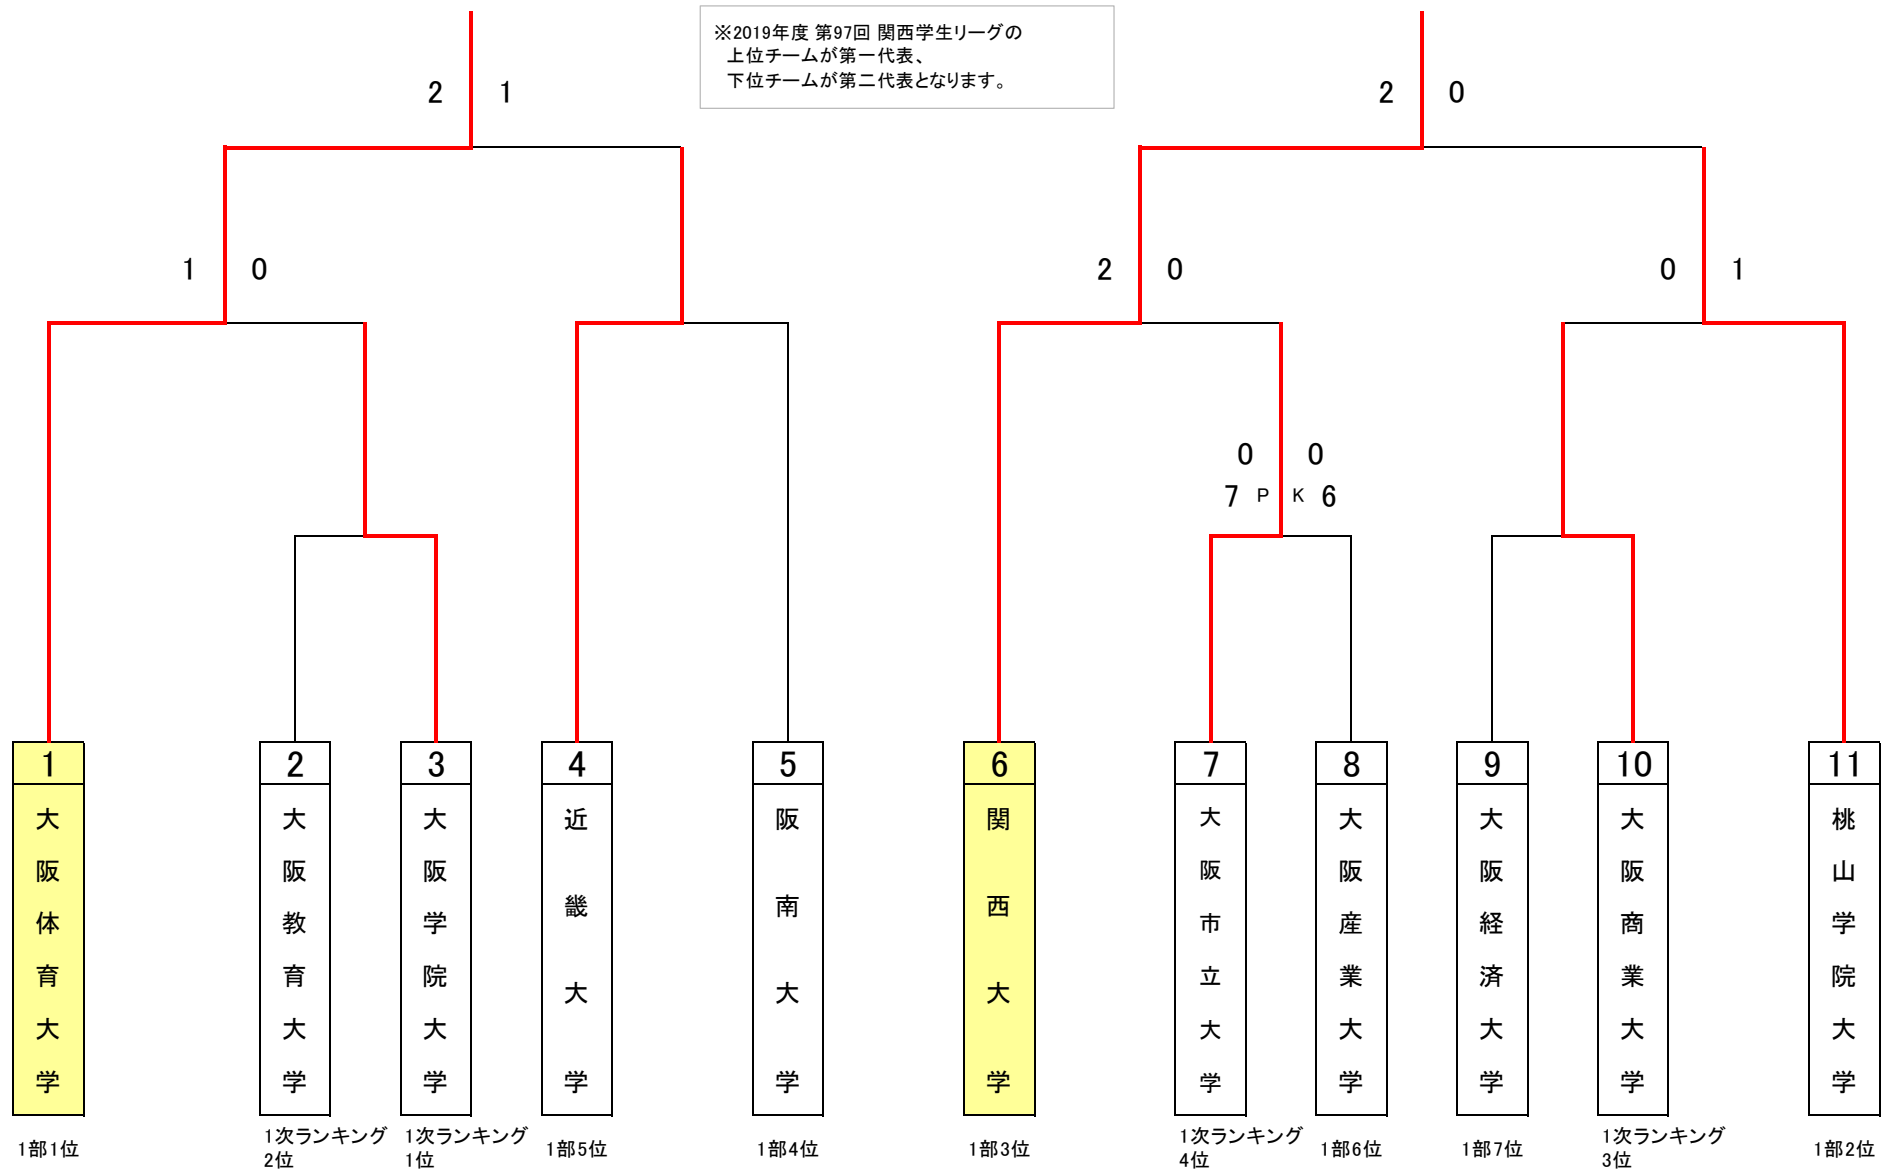 ※2019年度 第97回 関西学生リーグの
上位チームが第一代表、
下位チームが第二代表となります。
2 1
2 0
1 0
2 0
0 1
0 0
7 P K 6
1
2
3
4
5
6
7
8
9
10
11
大阪体育大学
大阪教育大学
大阪学院大学
近畿大学
阪南大学
関西大学
大阪市立大学
大阪産業大学
大阪経済大学
大阪商業大学
桃山学院大学
1部1位
1次ランキング
2位
1次ランキング
1位
1部5位
1部4位
1部3位
1次ランキング
4位
1部6位
1部7位
1次ランキング
3位
1部2位